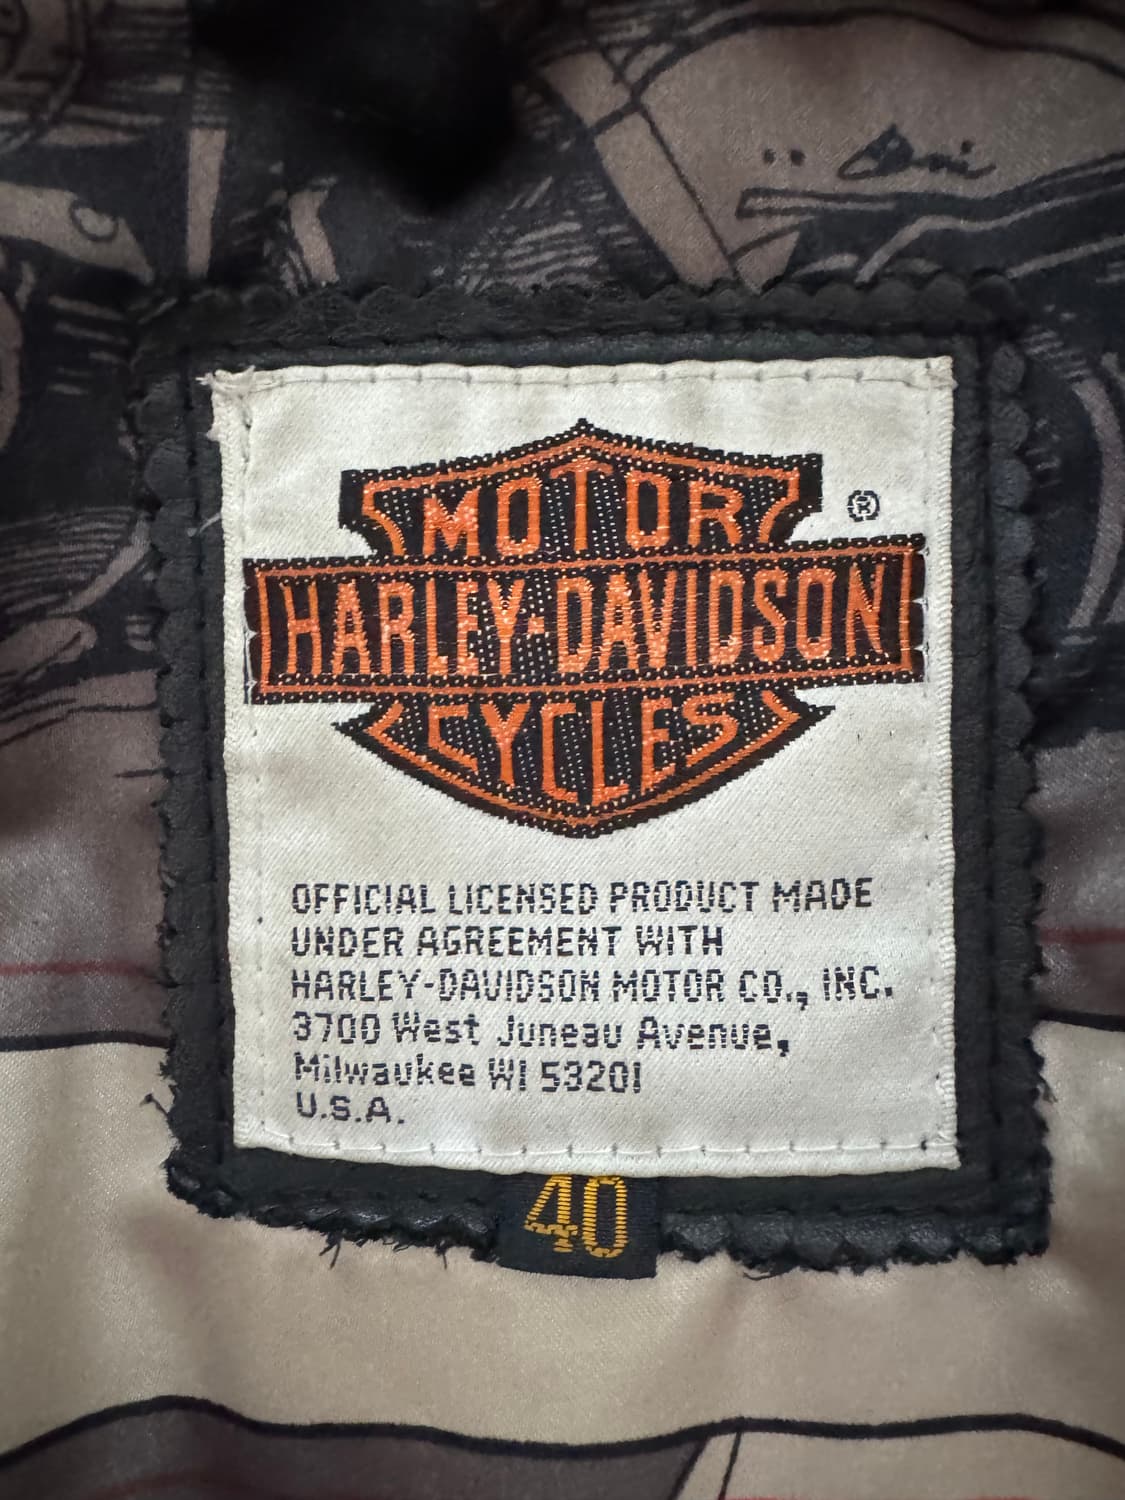 MOTOR
®
HARLEY-DAVIDSON
CYCLES
OFFICIAL LICENSED PRODUCT MADE
UNDER AGREEMENT WITH
HARLEY-DAVIDSON MOTOR CO., INC.
3700 West Juneau Avenue,
Milwaukee WI 53201
U.S.A.
40